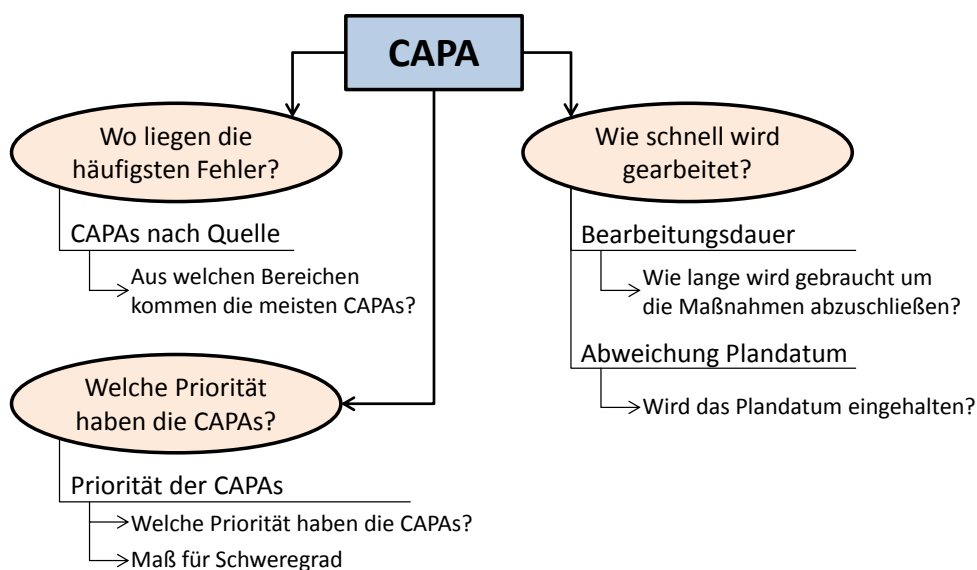 CAPA
Wo liegen die
häufigsten Fehler?
CAPAs nach Quelle
Aus welchen Bereichen
kommen die meisten CAPAs?
Welche Priorität
haben die CAPAs?
Priorität der CAPAs
Welche Priorität haben die CAPAs?
Maß für Schweregrad
Wie schnell wird
gearbeitet?
Bearbeitungsdauer
Wie lange wird gebraucht um
die Maßnahmen abzuschließen?
Abweichung Plandatum
Wird das Plandatum eingehalten?